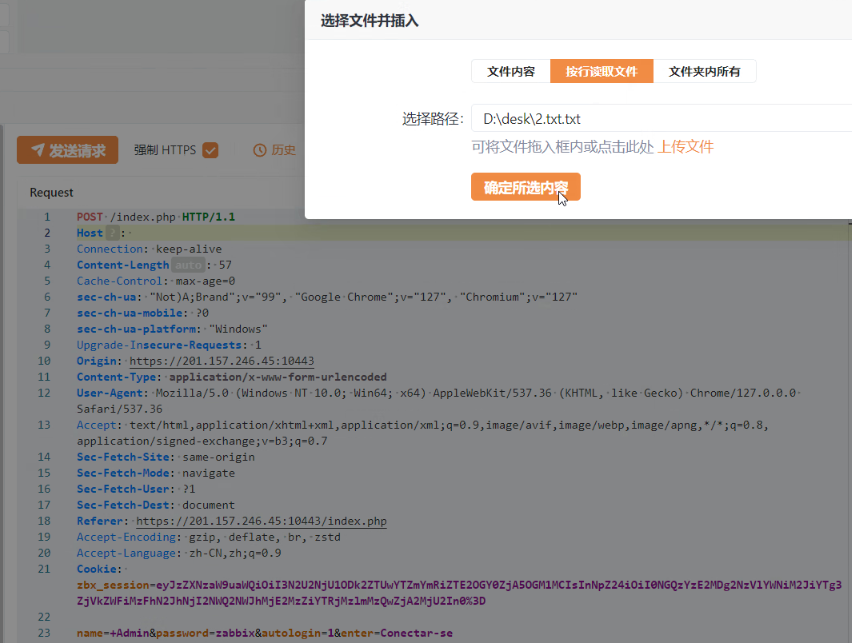 选择文件并插入
文件内容 按行读取文件 文件夹内所有
选择路径: D:\desk\2.txt.txt
可将文件拖入框内或点击此处 上传文件
确定所选内容
发送请求 强制 HTTPS 历史
Request
1 POST /index.php HTTP/1.1
2 Host ? :
3 Connection: keep-alive
4 Content-Length auto : 57
5 Cache-Control: max-age=0
6 sec-ch-ua: "Not)A;Brand";v="99", "Google Chrome";v="127", "Chromium";v="127"
7 sec-ch-ua-mobile: ?0
8 sec-ch-ua-platform: "Windows"
9 Upgrade-Insecure-Requests: 1
10 Origin: https://201.157.246.45:10443
11 Content-Type: application/x-www-form-urlencoded
12 User-Agent: Mozilla/5.0 (Windows NT 10.0; Win64; x64) AppleWebKit/537.36 (KHTML, like Gecko) Chrome/127.0.0.0
Safari/537.36
13 Accept: text/html,application/xhtml+xml,application/xml;q=0.9,image/avif,image/webp,image/apng,*/*;q=0.8,
application/signed-exchange;v=b3;q=0.7
14 Sec-Fetch-Site: same-origin
15 Sec-Fetch-Mode: navigate
16 Sec-Fetch-User: ?1
17 Sec-Fetch-Dest: document
18 Referer: https://201.157.246.45:10443/index.php
19 Accept-Encoding: gzip, deflate, br, zstd
20 Accept-Language: zh-CN,zh;q=0.9
21 Cookie:
zbx_session=eyJzZXNzaW9uaWQiOiI3N2U2NjU1ODk2ZTUwYTZmYmRiZTE2OGY0ZjA5OGM1MCIsInNpZ24iOiI0NGQzYzE2MDg2NzVlYWNiM2JiYTg3
ZjVkZWFiMzFhN2JhNjI2NWQ2NWJhMjE2MzZiYTRjMzlmMzQwZjA2MjU2In0%3D
22
23 name=+Admin&password=zabbix&autologin=1&enter=Conectar-se